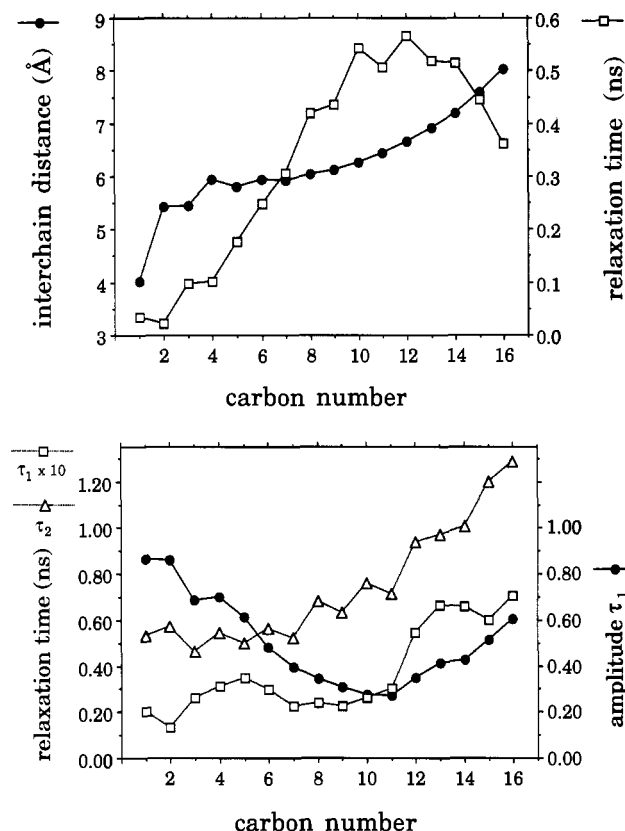 interchain distance (Å)
9
8
7
6
5
4
3
relaxation time (ns)
0.6
0.5
0.4
0.3
0.2
0.1
0.0
2 4 6 8 10 12 14 16
carbon number
τ₁ x 10
τ₂
relaxation time (ns)
1.20
1.00
0.80
0.60
0.40
0.20
0.00
1.00
0.80
0.60
0.40
0.20
0.00
amplitude τ₁
2 4 6 8 10 12 14 16
carbon number